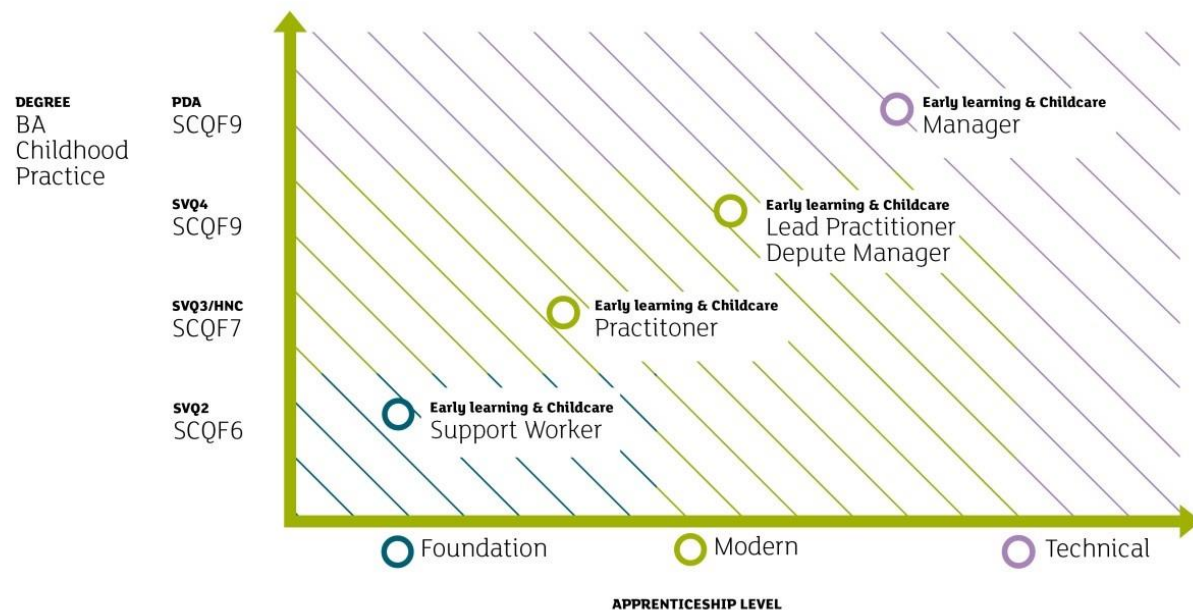 DEGREE
BA
Childhood
Practice
PDA
SCQF9
Early learning & Childcare
Manager
SVQ4
SCQF9
Early learning & Childcare
Lead Practitioner
Depute Manager
SVQ3/HNC
SCQF7
Early learning & Childcare
Practitoner
SVQ2
SCQF6
Early learning & Childcare
Support Worker
Foundation
Modern
Technical
APPRENTICESHIP LEVEL